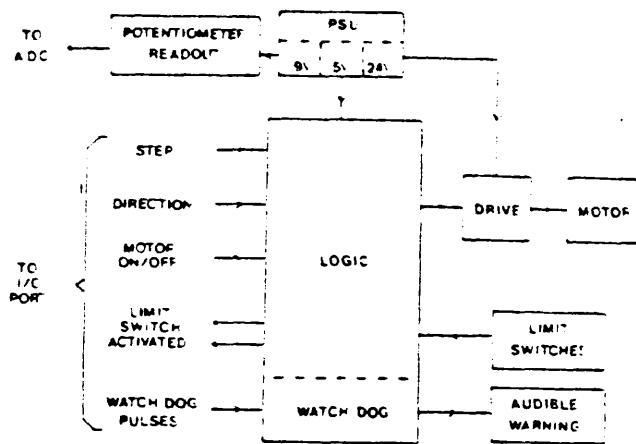 TO
ADC
POTENTIOMETER
READOUT
PSU
9V 5V 24V
STEP
DIRECTION
MOTOR
ON/OFF
TO
I/O
PORT
LIMIT
SWITCH
ACTIVATED
WATCH DOG
PULSES
LOGIC
WATCH DOG
DRIVE
MOTOR
LIMIT
SWITCHES
AUDIBLE
WARNING